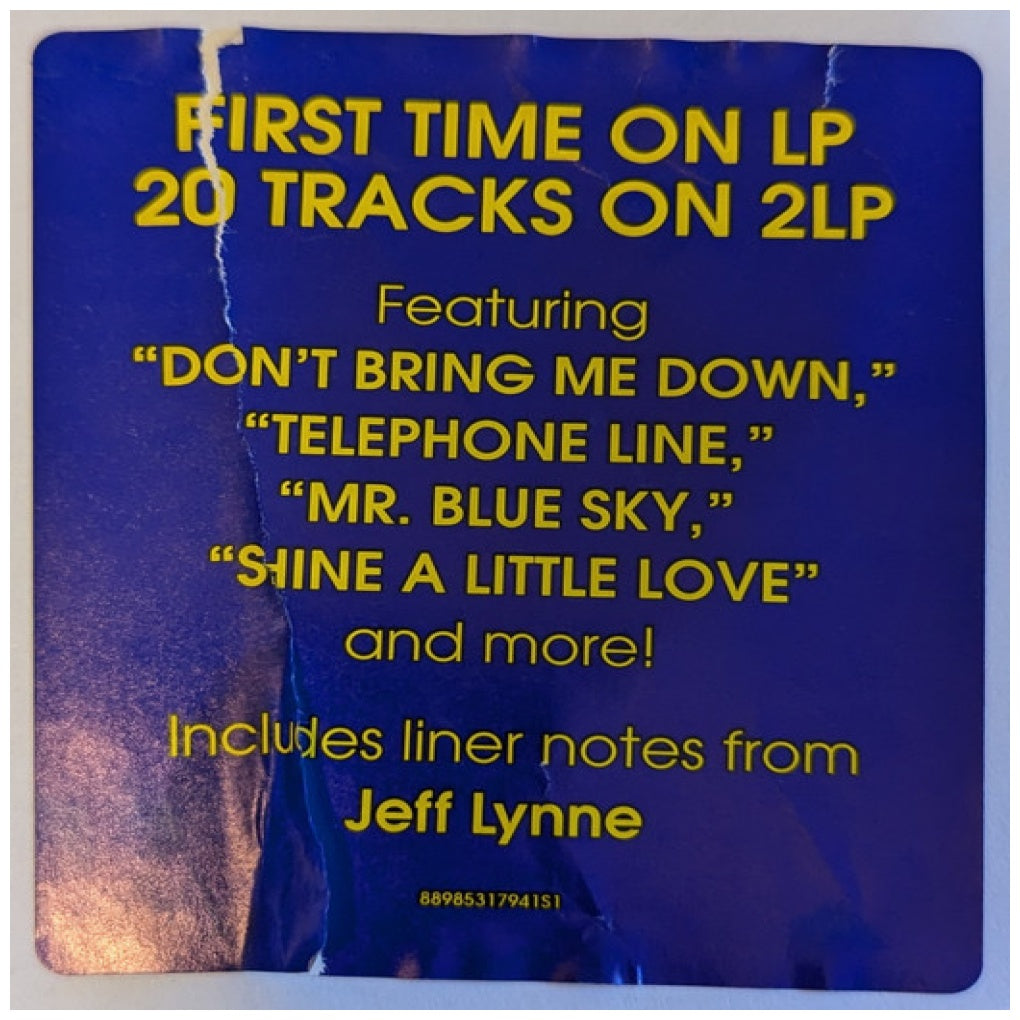 FIRST TIME ON LP
20 TRACKS ON 2LP
Featuring
“DON’T BRING ME DOWN,”
“TELEPHONE LINE,”
“MR. BLUE SKY,”
“SHINE A LITTLE LOVE”
and more!
Includes liner notes from
Jeff Lynne
88985317941S1